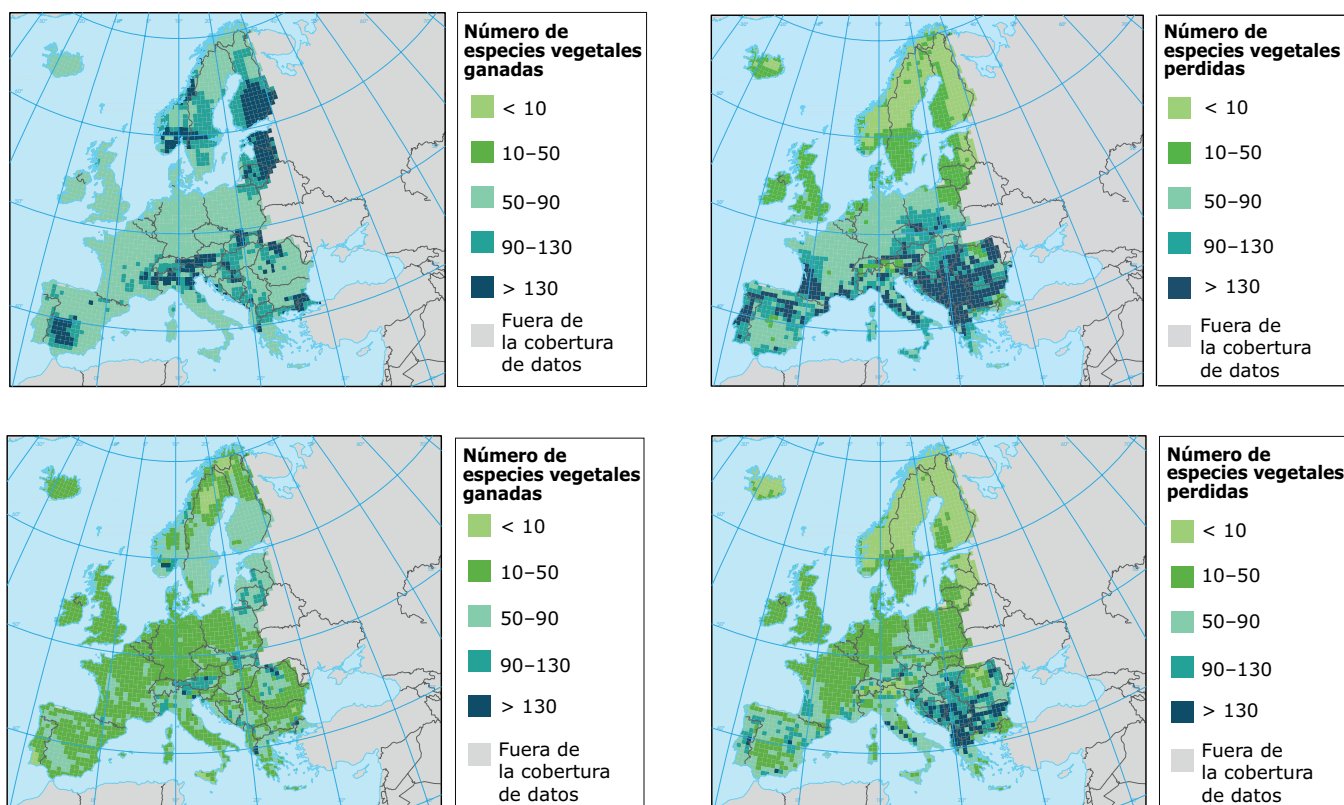 Número de
especies vegetales
ganadas
< 10
10–50
50–90
90–130
> 130
Fuera de
la cobertura
de datos
Número de
especies vegetales
perdidas
< 10
10–50
50–90
90–130
> 130
Fuera de
la cobertura
de datos
Número de
especies vegetales
ganadas
< 10
10–50
50–90
90–130
> 130
Fuera de
la cobertura
de datos
Número de
especies vegetales
perdidas
< 10
10–50
50–90
90–130
> 130
Fuera de
la cobertura
de datos